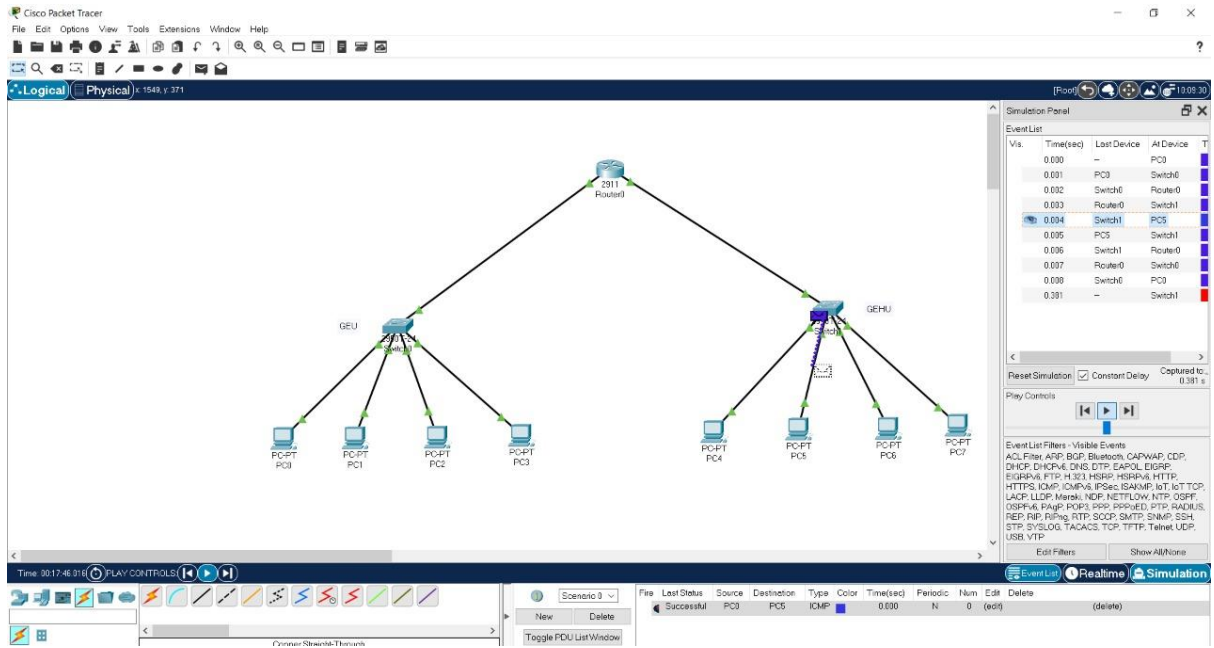 Cisco Packet Tracer
File Edit Options View Tools Extensions Window Help
?
Logical Physical x: 1549, y: 371
[Root] 10:09:30
2911
Router0
GEU
GEHU
PC-PT
PC0
PC-PT
PC1
PC-PT
PC2
PC-PT
PC3
PC-PT
PC4
PC-PT
PC5
PC-PT
PC6
PC-PT
PC7
Simulation Panel
Event List
Vis. Time(sec) Last Device At Device T
0.000 -- PC0
0.001 PC0 Switch0
0.002 Switch0 Router0
0.003 Router0 Switch1
0.004 Switch1 PC5
0.005 PC5 Switch1
0.006 Switch1 Router0
0.007 Router0 Switch0
0.008 Switch0 PC0
0.381 -- Switch1
Reset Simulation Constant Delay Captured to:..
0.381 s
Play Controls
Event List Filters - Visible Events
ACL Filter, ARP, BGP, Bluetooth, CAPWAP, CDP,
DHCP, DHCPv6, DNS, DTP, EAPOL, EIGRP,
EIGRPv6, FTP, H.323, HSRP, HSRPv6, HTTP,
HTTPS, ICMP, ICMPv6, IPSec, ISAKMP, IoT, IoT TCP,
LACP, LLDP, Meraki, NDP, NETFLOW, NTP, OSPF,
OSPFv6, PAgP, POP3, PPP, PPPoED, PTP, RADIUS,
REP, RIP, RIPng, RTP, SCCP, SMTP, SNMP, SSH,
STP, SYSLOG, TACACS, TCP, TFTP, Telnet, UDP,
USB, VTP
Edit Filters Show All/None
Time: 00:17:46.016 PLAY CONTROLS:
Event List Realtime Simulation
Scenario 0
New Delete
Toggle PDU List Window
Fire Last Status Source Destination Type Color Time(sec) Periodic Num Edit Delete
Successful PC0 PC5 ICMP 0.000 N 0 (edit) (delete)
Copper Straight-Through